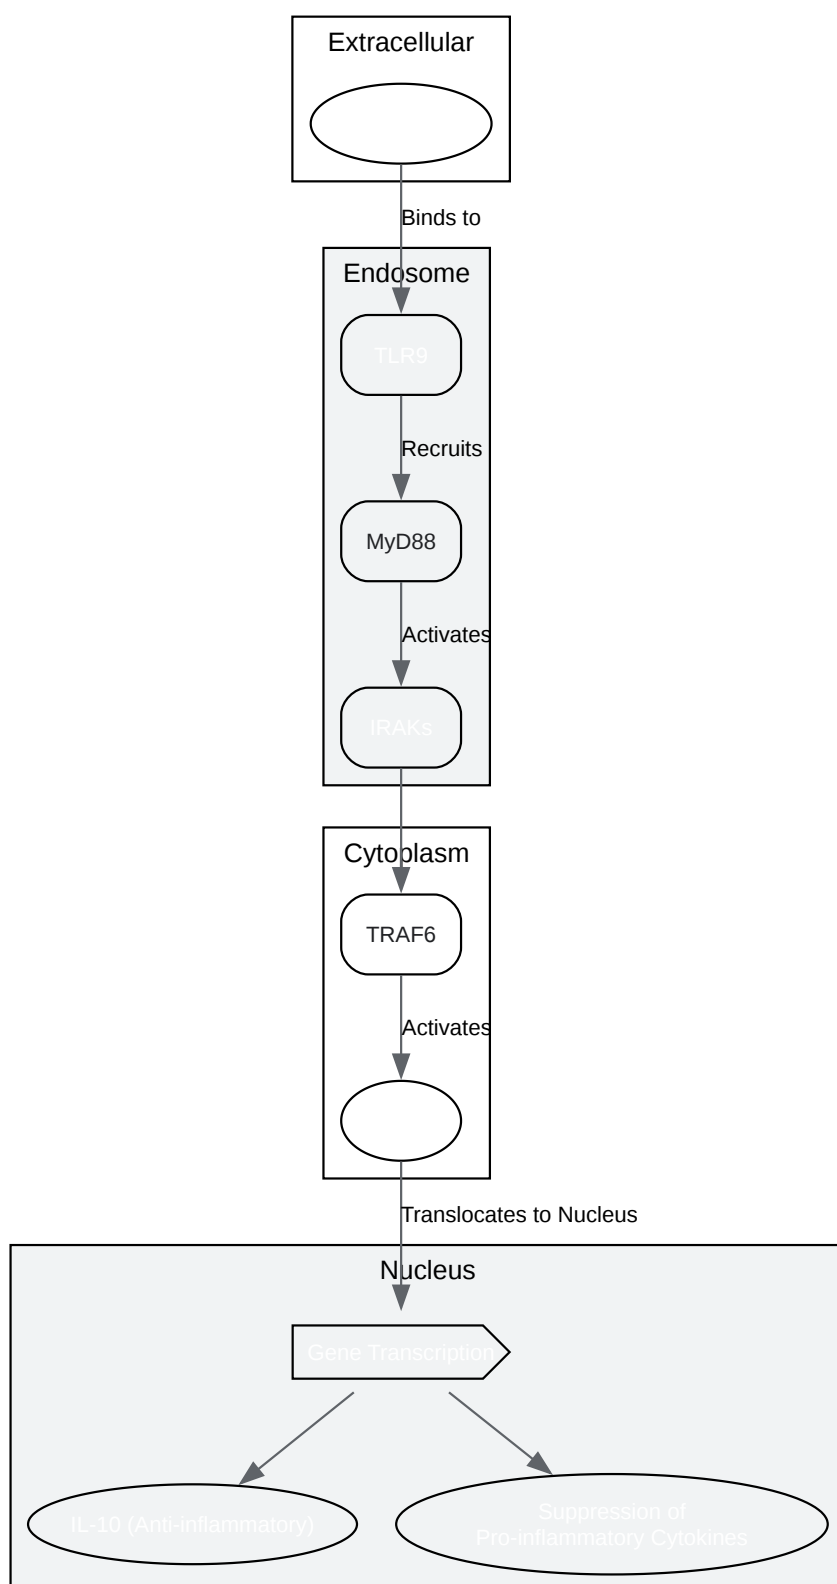 Extracellular
Binds to
Endosome
TLR9
Recruits
MyD88
Activates
IRAKs
Cytoplasm
TRAF6
Activates
Translocates to Nucleus
Nucleus
Gene Transcription
IL-10 (Anti-inflammatory)
Suppression of
Pro-inflammatory Cytokines